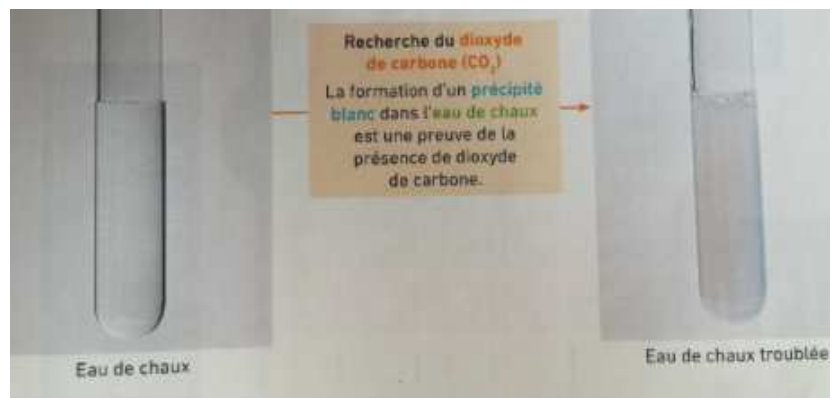 Recherche du dioxyde
de carbone (CO₂)
La formation d'un précipité
blanc dans l'eau de chaux
est une preuve de la
présence de dioxyde
de carbone.
Eau de chaux
Eau de chaux troublée